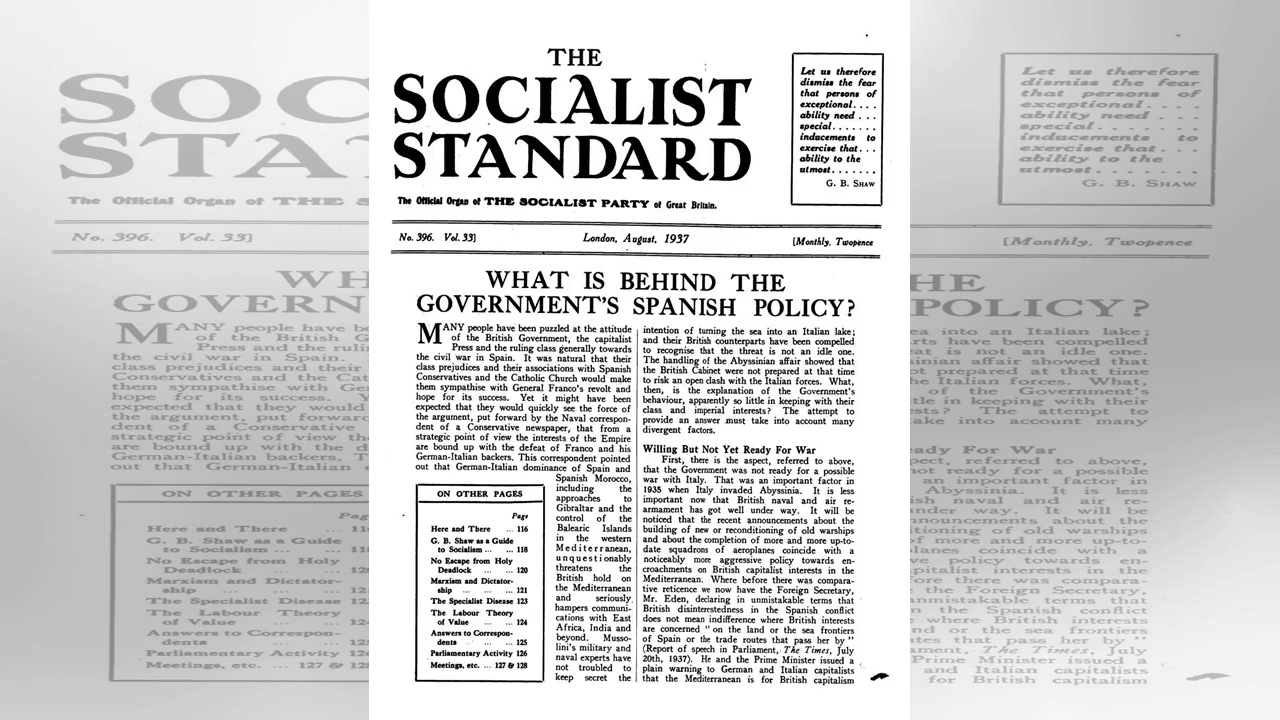 THE
SOCIALIST
STANDARD
The Official Organ of THE SOCIALIST PARTY of Great Britain.
Let us therefore
dismiss the fear
that persons of
exceptional....
ability need ...
special.......
inducements to
exercise that...
ability to the
utmost.......
G. B. SHAW
No. 396. Vol. 33]
London, August, 1937
[Monthly. Twopence
WHAT IS BEHIND THE
GOVERNMENT'S SPANISH POLICY?
MANY people have been puzzled at the attitude
of the British Government, the capitalist
Press and the ruling class generally towards
the civil war in Spain. It was natural that their
class prejudices and their associations with Spanish
Conservatives and the Catholic Church would make
them sympathise with General Franco's revolt and
hope for its success. Yet it might have been
expected that they would quickly see the force of
the argument, put forward by the Naval correspon-
dent of a Conservative newspaper, that from a
strategic point of view the interests of the Empire
are bound up with the defeat of Franco and his
German-Italian backers. This correspondent pointed
out that German-Italian dominance of Spain and
Spanish Morocco,
including the
approaches to
Gibraltar and the
control of the
Balearic Islands
in the western
Mediterranean,
unquestionably
threatens the
British hold on
the Mediterranean
and seriously
hampers communi-
cations with East
Africa, India and
beyond. Musso-
lini's military and
naval experts have
not troubled to
keep secret the
ON OTHER PAGES
Page
Here and There ... 116
G. B. Shaw as a Guide
to Socialism ... ... 118
No Escape from Holy
Deadlock ... ... 120
Marxism and Dictator-
ship ... ... ... 121
The Specialist Disease 123
The Labour Theory
of Value ... ... 124
Answers to Correspon-
dents ... ... ... 125
Parliamentary Activity 126
Meetings, etc. ... 127 & 128
intention of turning the sea into an Italian lake;
and their British counterparts have been compelled
to recognise that the threat is not an idle one.
The handling of the Abyssinian affair showed that
the British Cabinet were not prepared at that time
to risk an open clash with the Italian forces. What,
then, is the explanation of the Government's
behaviour, apparently so little in keeping with their
class and imperial interests? The attempt to
provide an answer must take into account many
divergent factors.
Willing But Not Yet Ready For War
First, there is the aspect, referred to above,
that the Government was not ready for a possible
war with Italy. That was an important factor in
1935 when Italy invaded Abyssinia. It is less
important now that British naval and air re-
armament has got well under way. It will be
noticed that the recent announcements about the
building of new or reconditioning of old warships
and about the completion of more and more up-to-
date squadrons of aeroplanes coincide with a
noticeably more aggressive policy towards en-
croachments on British capitalist interests in the
Mediterranean. Where before there was compara-
tive reticence we now have the Foreign Secretary,
Mr. Eden, declaring in unmistakable terms that
British disinterestedness in the Spanish conflict
does not mean indifference where British interests
are concerned "on the land or the sea frontiers
of Spain or the trade routes that pass her by"
(Report of speech in Parliament, The Times, July
20th, 1937). He and the Prime Minister issued a
plain warning to German and Italian capitalists
that the Mediterranean is for British capitalism